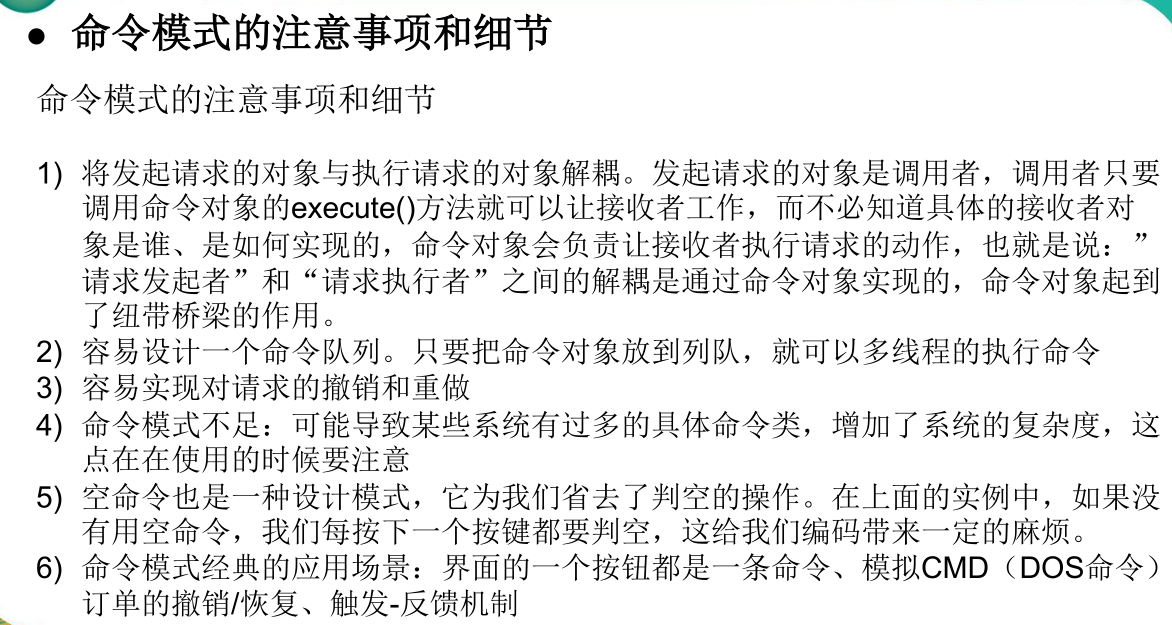 ● 命令模式的注意事项和细节
命令模式的注意事项和细节
1) 将发起请求的对象与执行请求的对象解耦。发起请求的对象是调用者，调用者只要
调用命令对象的execute()方法就可以让接收者工作，而不必知道具体的接收者对
象是谁、是如何实现的，命令对象会负责让接收者执行请求的动作，也就是说：”
请求发起者”和“请求执行者”之间的解耦是通过命令对象实现的，命令对象起到
了纽带桥梁的作用。
2) 容易设计一个命令队列。只要把命令对象放到列队，就可以多线程的执行命令
3) 容易实现对请求的撤销和重做
4) 命令模式不足：可能导致某些系统有过多的具体命令类，增加了系统的复杂度，这
点在在使用的时候要注意
5) 空命令也是一种设计模式，它为我们省去了判空的操作。在上面的实例中，如果没
有用空命令，我们每按下一个按键都要判空，这给我们编码带来一定的麻烦。
6) 命令模式经典的应用场景：界面的一个按钮都是一条命令、模拟CMD（DOS命令）
订单的撤销/恢复、触发-反馈机制